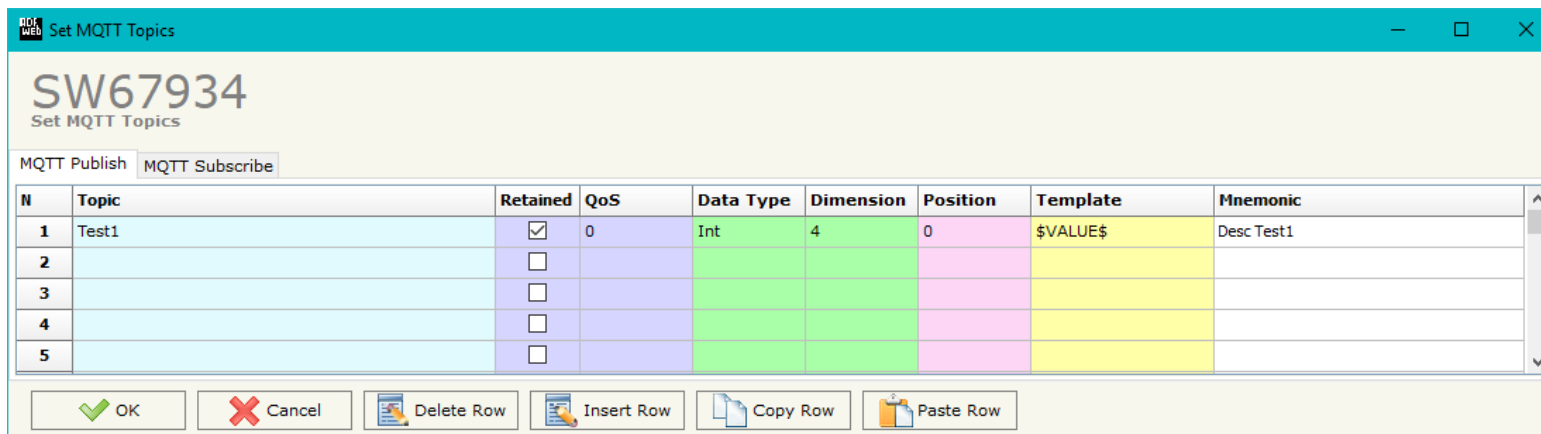 ADF WEB Set MQTT Topics
SW67934
Set MQTT Topics
MQTT Publish MQTT Subscribe
N Topic Retained QoS Data Type Dimension Position Template Mnemonic
1 Test1 0 Int 4 0 $VALUE$ Desc Test1
2
3
4
5
OK Cancel Delete Row Insert Row Copy Row Paste Row